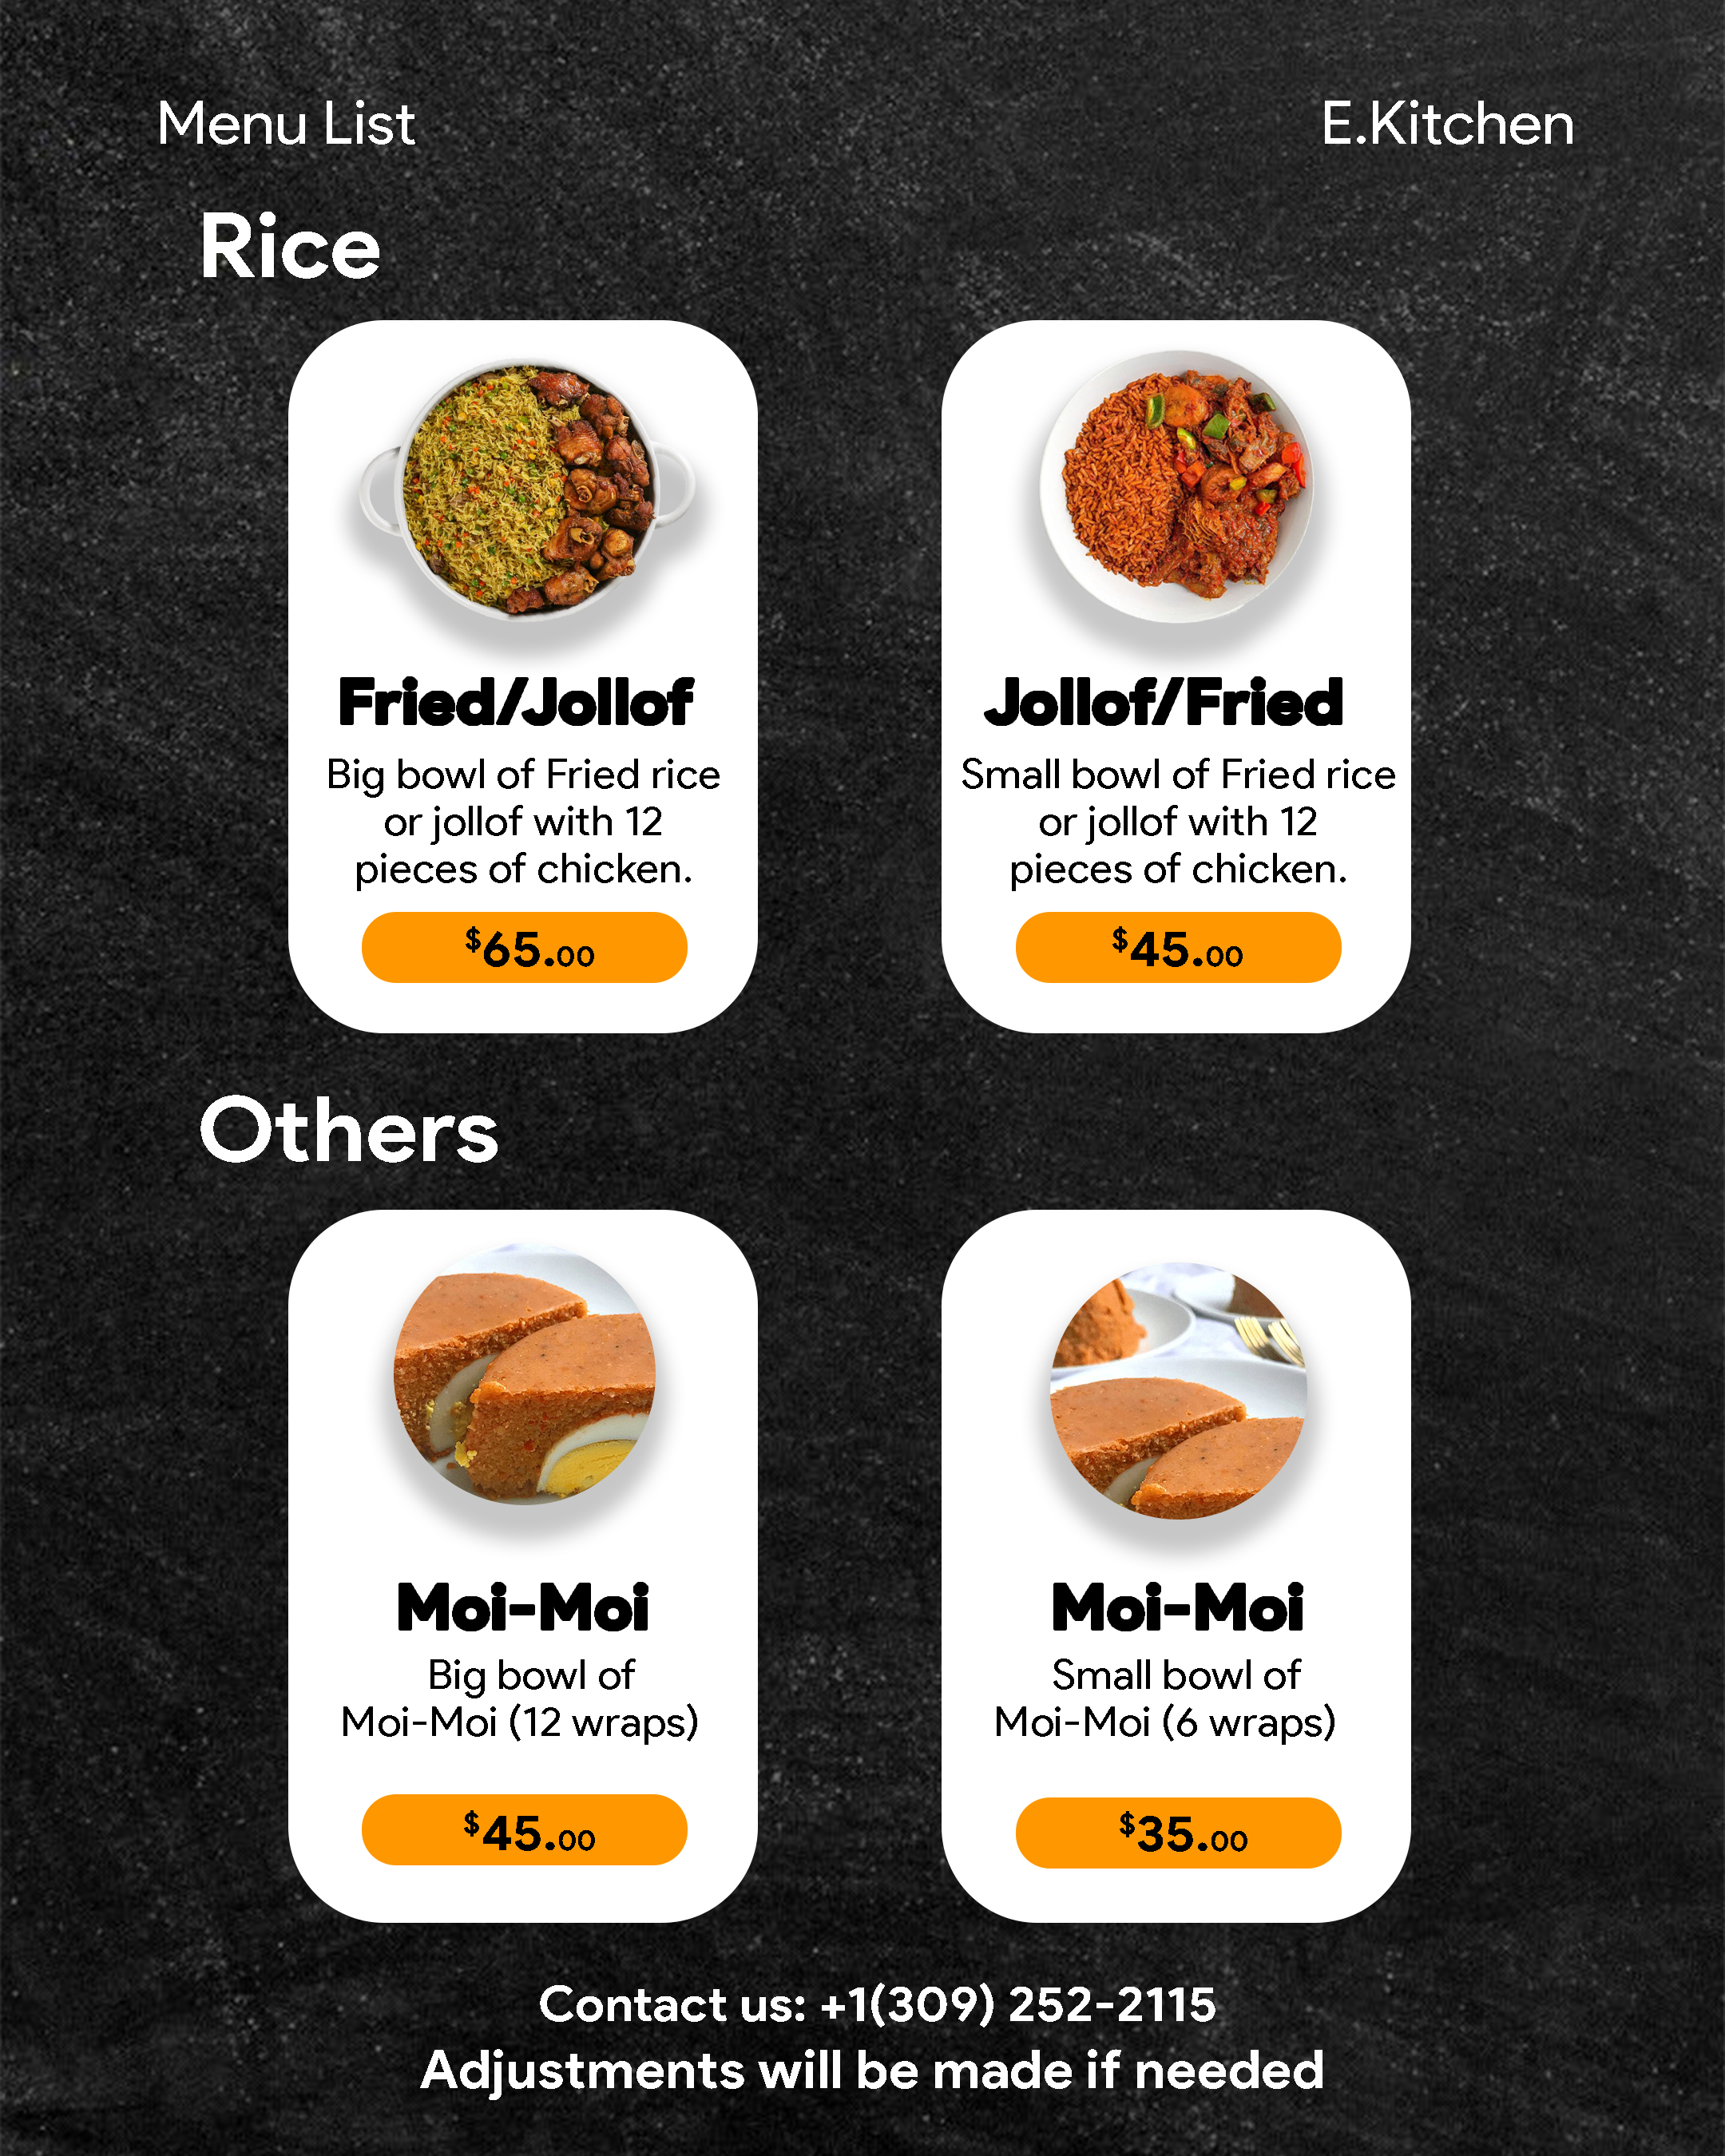 Menu List
E.Kitchen
Rice
Fried/Jollof
Big bowl of Fried rice
or jollof with 12
pieces of chicken.
$65.00
Jollof/Fried
Small bowl of Fried rice
or jollof with 12
pieces of chicken.
$45.00
Others
Moi-Moi
Big bowl of
Moi-Moi (12 wraps)
$45.00
Moi-Moi
Small bowl of
Moi-Moi (6 wraps)
$35.00
Contact us: +1(309) 252-2115
Adjustments will be made if needed